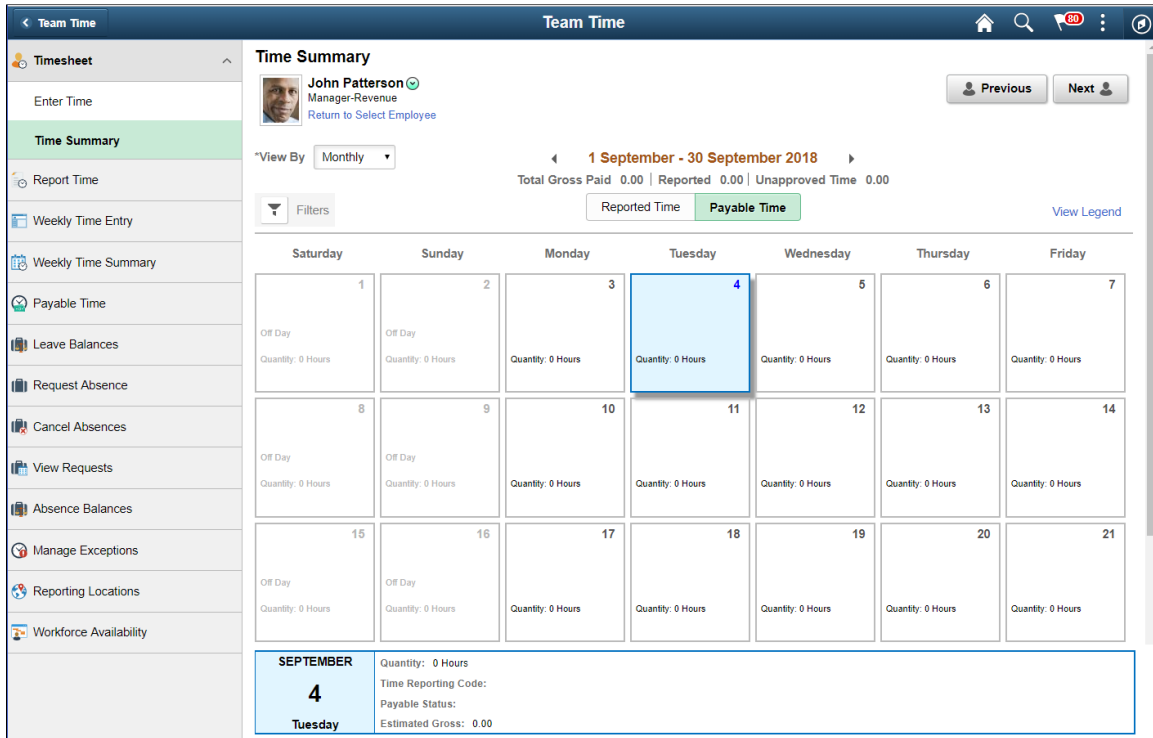 Team Time
Team Time
80
Timesheet
Enter Time
Time Summary
Report Time
Weekly Time Entry
Weekly Time Summary
Payable Time
Leave Balances
Request Absence
Cancel Absences
View Requests
Absence Balances
Manage Exceptions
Reporting Locations
Workforce Availability
Time Summary
John Patterson
Manager-Revenue
Return to Select Employee
Previous
Next
*View By Monthly
1 September - 30 September 2018
Total Gross Paid 0.00 | Reported 0.00 | Unapproved Time 0.00
Filters
Reported Time Payable Time
View Legend
Saturday Sunday Monday Tuesday Wednesday Thursday Friday
1 2 3 4 5 6 7
Off Day Off Day
Quantity: 0 Hours Quantity: 0 Hours Quantity: 0 Hours Quantity: 0 Hours Quantity: 0 Hours Quantity: 0 Hours Quantity: 0 Hours
8 9 10 11 12 13 14
Off Day Off Day
Quantity: 0 Hours Quantity: 0 Hours Quantity: 0 Hours Quantity: 0 Hours Quantity: 0 Hours Quantity: 0 Hours Quantity: 0 Hours
15 16 17 18 19 20 21
Off Day Off Day
Quantity: 0 Hours Quantity: 0 Hours Quantity: 0 Hours Quantity: 0 Hours Quantity: 0 Hours Quantity: 0 Hours Quantity: 0 Hours
SEPTEMBER
4
Tuesday
Quantity: 0 Hours
Time Reporting Code:
Payable Status:
Estimated Gross: 0.00